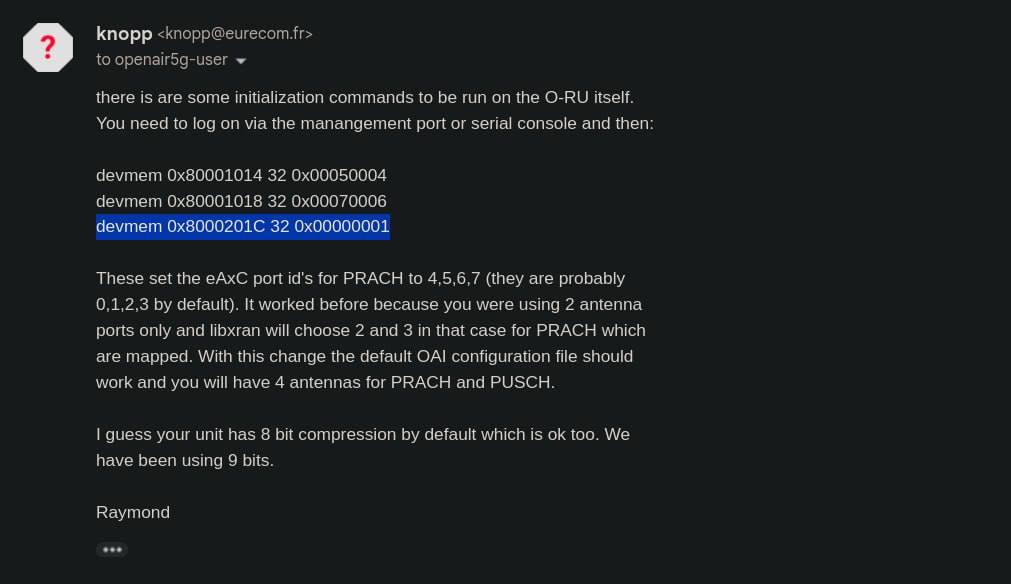 ?
knopp <knopp@eurecom.fr>
to openair5g-user
there is are some initialization commands to be run on the O-RU itself.
You need to log on via the manangement port or serial console and then:
devmem 0x80001014 32 0x00050004
devmem 0x80001018 32 0x00070006
devmem 0x8000201C 32 0x00000001
These set the eAxC port id's for PRACH to 4,5,6,7 (they are probably
0,1,2,3 by default). It worked before because you were using 2 antenna
ports only and libxran will choose 2 and 3 in that case for PRACH which
are mapped. With this change the default OAI configuration file should
work and you will have 4 antennas for PRACH and PUSCH.
I guess your unit has 8 bit compression by default which is ok too. We
have been using 9 bits.
Raymond